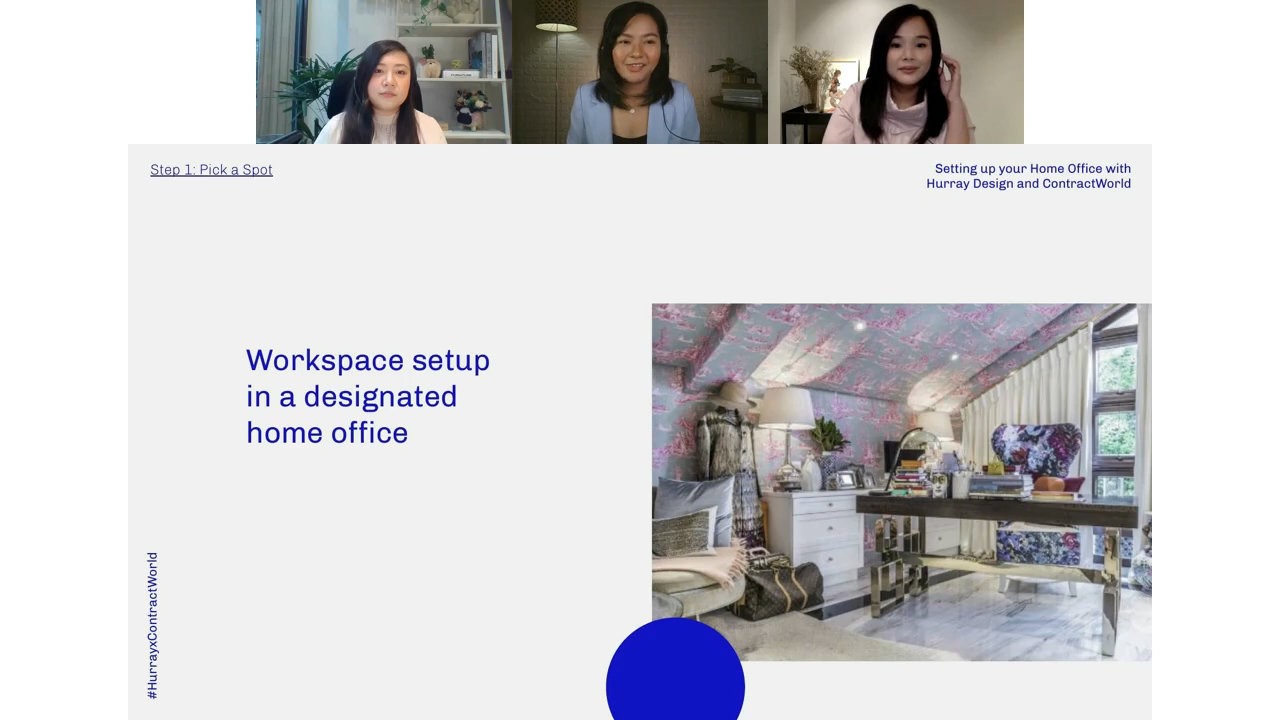 Step 1: Pick a Spot
Setting up your Home Office with
Hurray Design and ContractWorld
Workspace setup
in a designated
home office
#HurrayxContractWorld